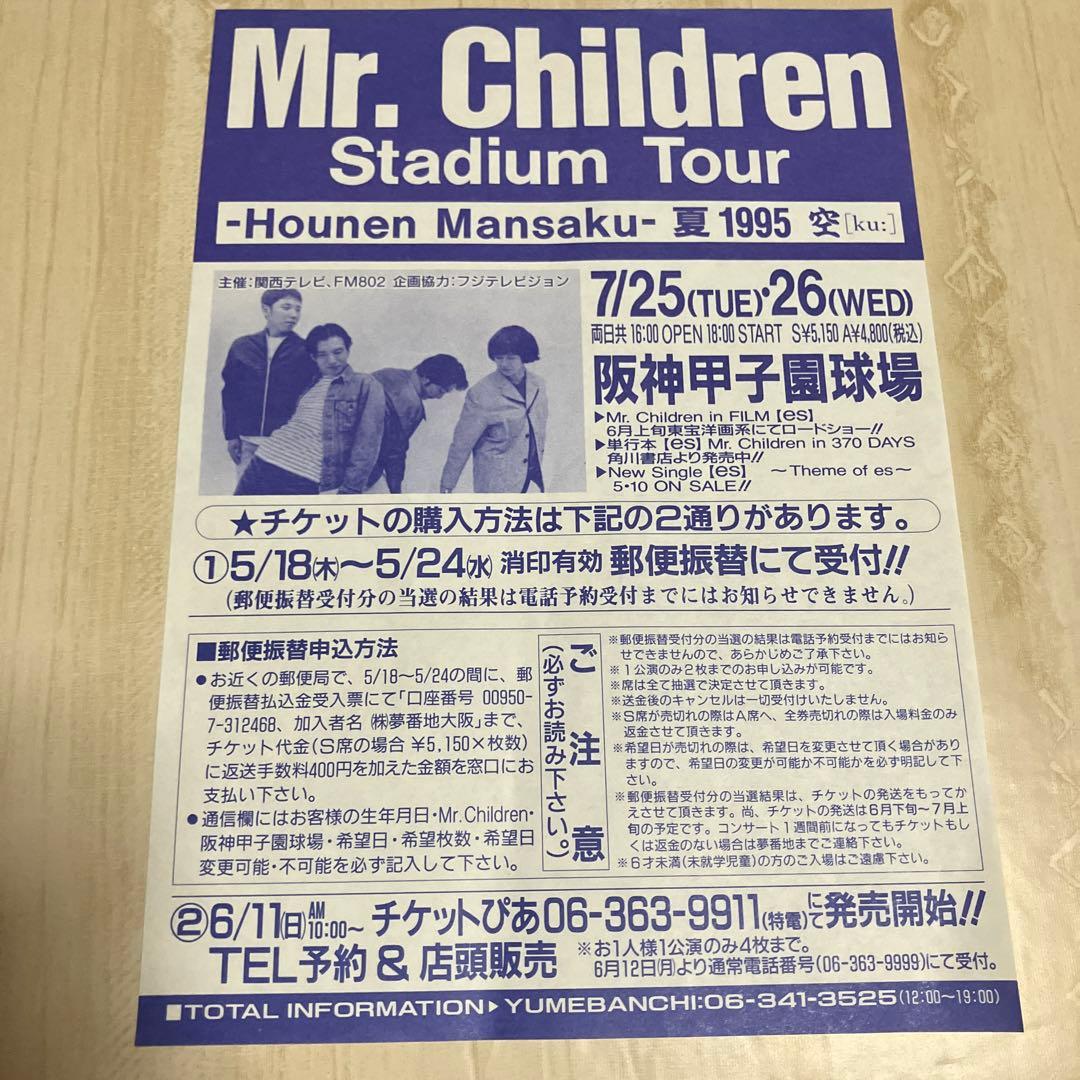 Mr. Children
Stadium Tour
-Hounen Mansaku- 夏 1995 空 [ku:]
主催:関西テレビ、FM802 企画協力:フジテレビジョン
7/25(TUE)・26(WED)
両日共 16:00 OPEN 18:00 START S¥5,150 A¥4,800(税込)
阪神甲子園球場
▶Mr. Children in FILM【es】
6月上旬東宝洋画系にてロードショー!!
▶単行本【es】Mr. Children in 370 DAYS
角川書店より発売中!!
▶New Single【es】 ～Theme of es～
5・10 ON SALE!!
★チケットの購入方法は下記の2通りがあります。
①5/18(木)～5/24(水) 消印有効 郵便振替にて受付!!
(郵便振替受付分の当選の結果は電話予約受付までにはお知らせできません。)
■郵便振替申込方法
●お近くの郵便局で、5/18～5/24の間に、郵
便振替払込金受入票にて「口座番号 00950-
7-312468、加入者名 ㈱夢番地大阪」まで、
チケット代金(S席の場合 ¥5,150×枚数)
に返送手数料400円を加えた金額を窓口にお
支払い下さい。
●通信欄にはお客様の生年月日・Mr.Children・
阪神甲子園球場・希望日・希望枚数・希望日
変更可能・不可能を必ず記入して下さい。
ご注意
(必ずお読み下さい。)
※郵便振替受付分の当選の結果は電話予約受付までにはお知ら
せできませんので、あらかじめご了承下さい。
※1公演のみ2枚までのお申し込みが可能です。
※席は全て抽選で決定させて頂きます。
※送金後のキャンセルは一切受付けいたしません。
※S席が売切れの際はA席へ、全券売切れの際は入場料金のみ
返金させて頂きます。
※希望日が売切れの際は、希望日を変更させて頂く場合があり
ますので、希望日の変更が可能か不可能かを必ず明記して下
さい。
※郵便振替受付分の当選結果は、チケットの発送をもってか
えさせて頂きます。尚、チケットの発送は6月下旬～7月上
旬の予定です。コンサート1週間前になってもチケットもし
くは返金のない場合は夢番地までご連絡下さい。
※6才未満(未就学児童)の方のご入場はご遠慮下さい。
②6/11(日)AM10:00～ チケットぴあ06-363-9911(特電)にて発売開始!!
TEL予約 & 店頭販売
※お1人様1公演のみ4枚まで。
6月12日(月)より通常電話番号(06-363-9999)にて受付。
■TOTAL INFORMATION▶YUMEBANCHI:06-341-3525(12:00～19:00)